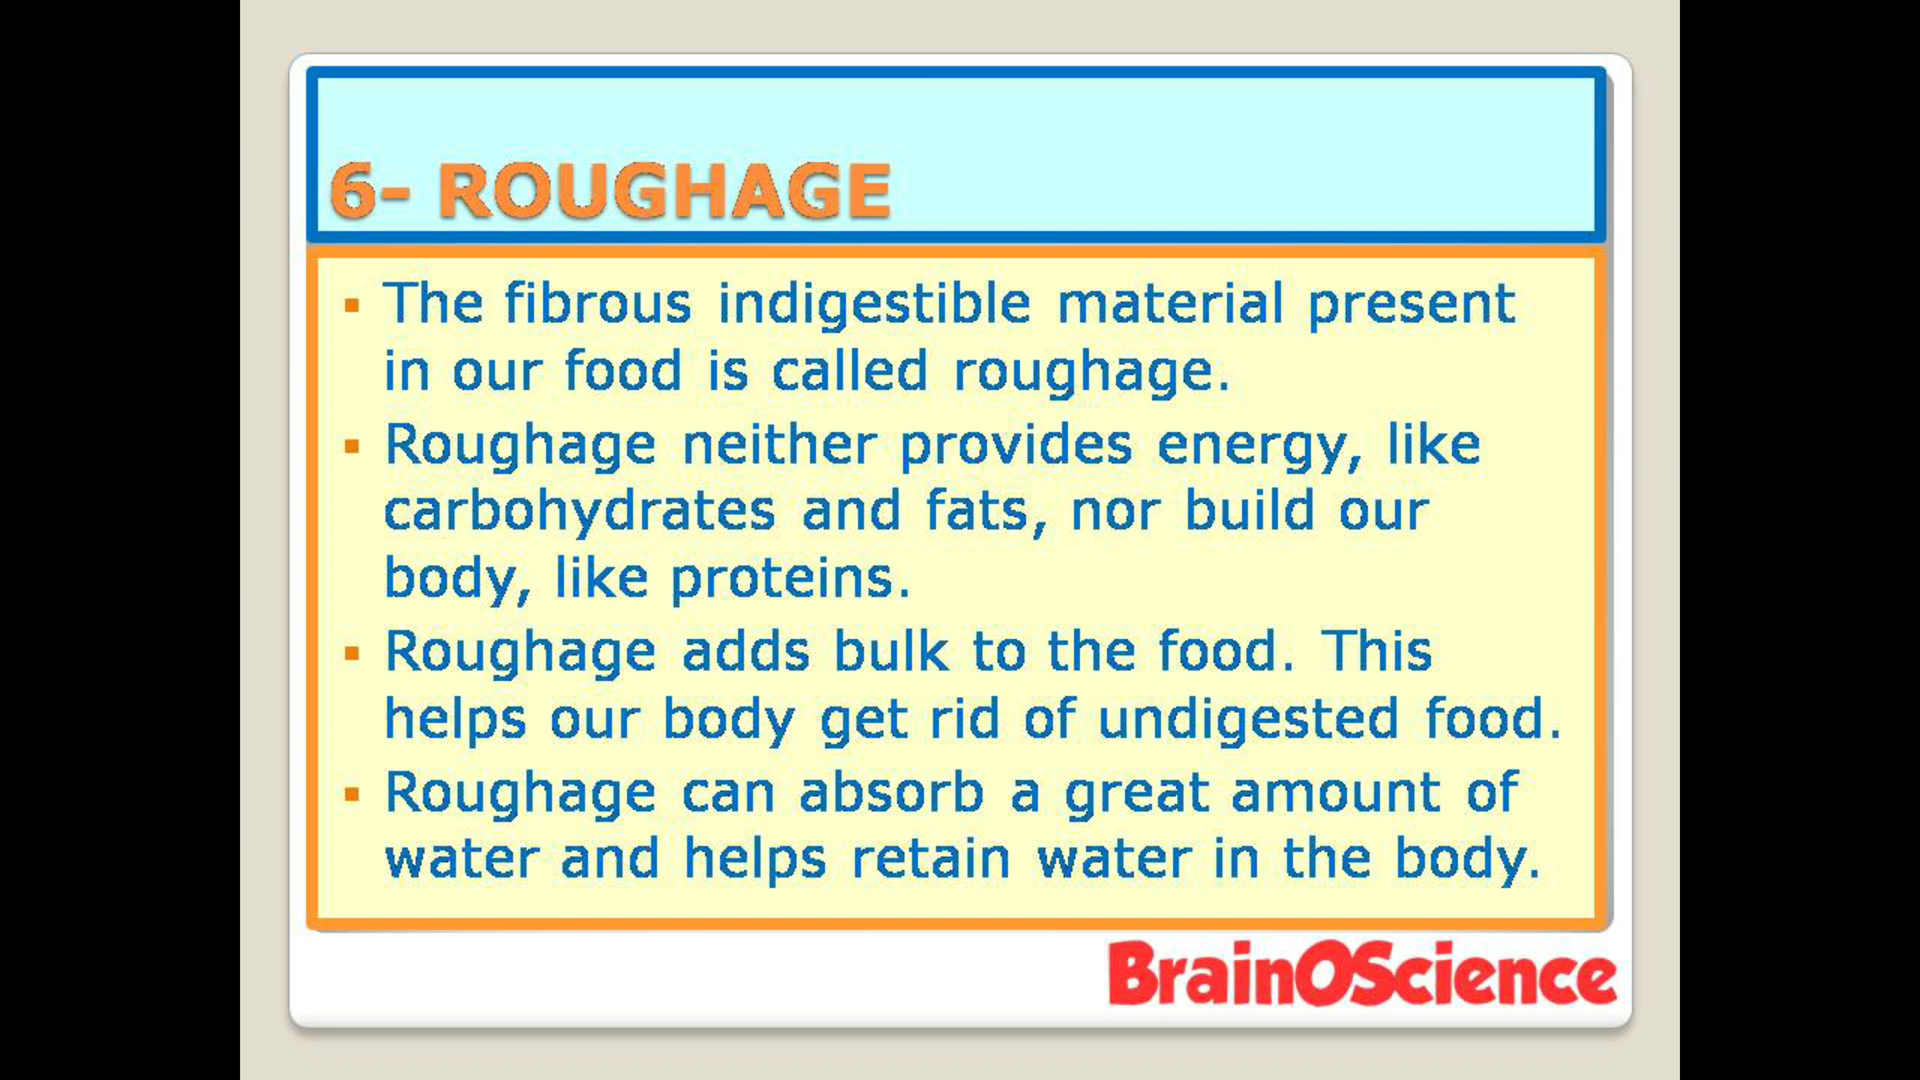 6- ROUGHAGE
▪ The fibrous indigestible material present
in our food is called roughage.
▪ Roughage neither provides energy, like
carbohydrates and fats, nor build our
body, like proteins.
▪ Roughage adds bulk to the food. This
helps our body get rid of undigested food.
▪ Roughage can absorb a great amount of
water and helps retain water in the body.
BrainOScience